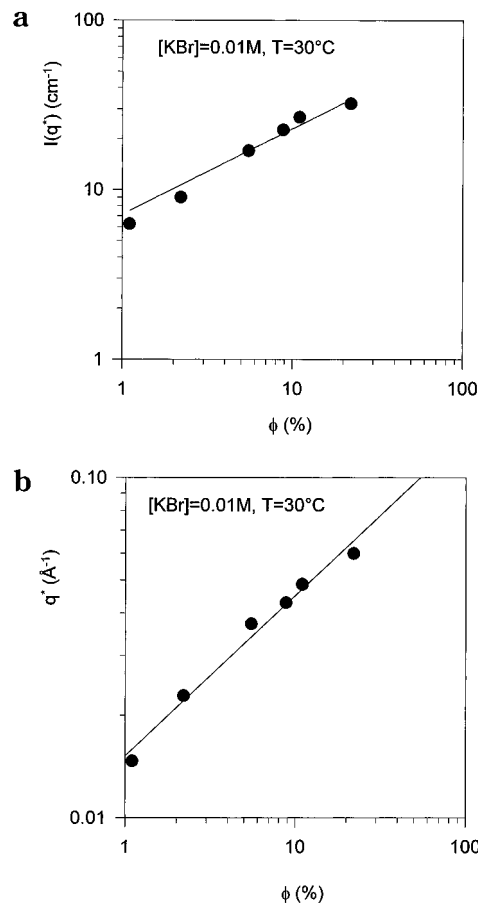 a
100
[KBr]=0.01M, T=30°C
I(q*) (cm⁻¹)
10
1
1
10
100
ϕ (%)
b
0.10
[KBr]=0.01M, T=30°C
q* (Å⁻¹)
0.01
1
10
100
ϕ (%)